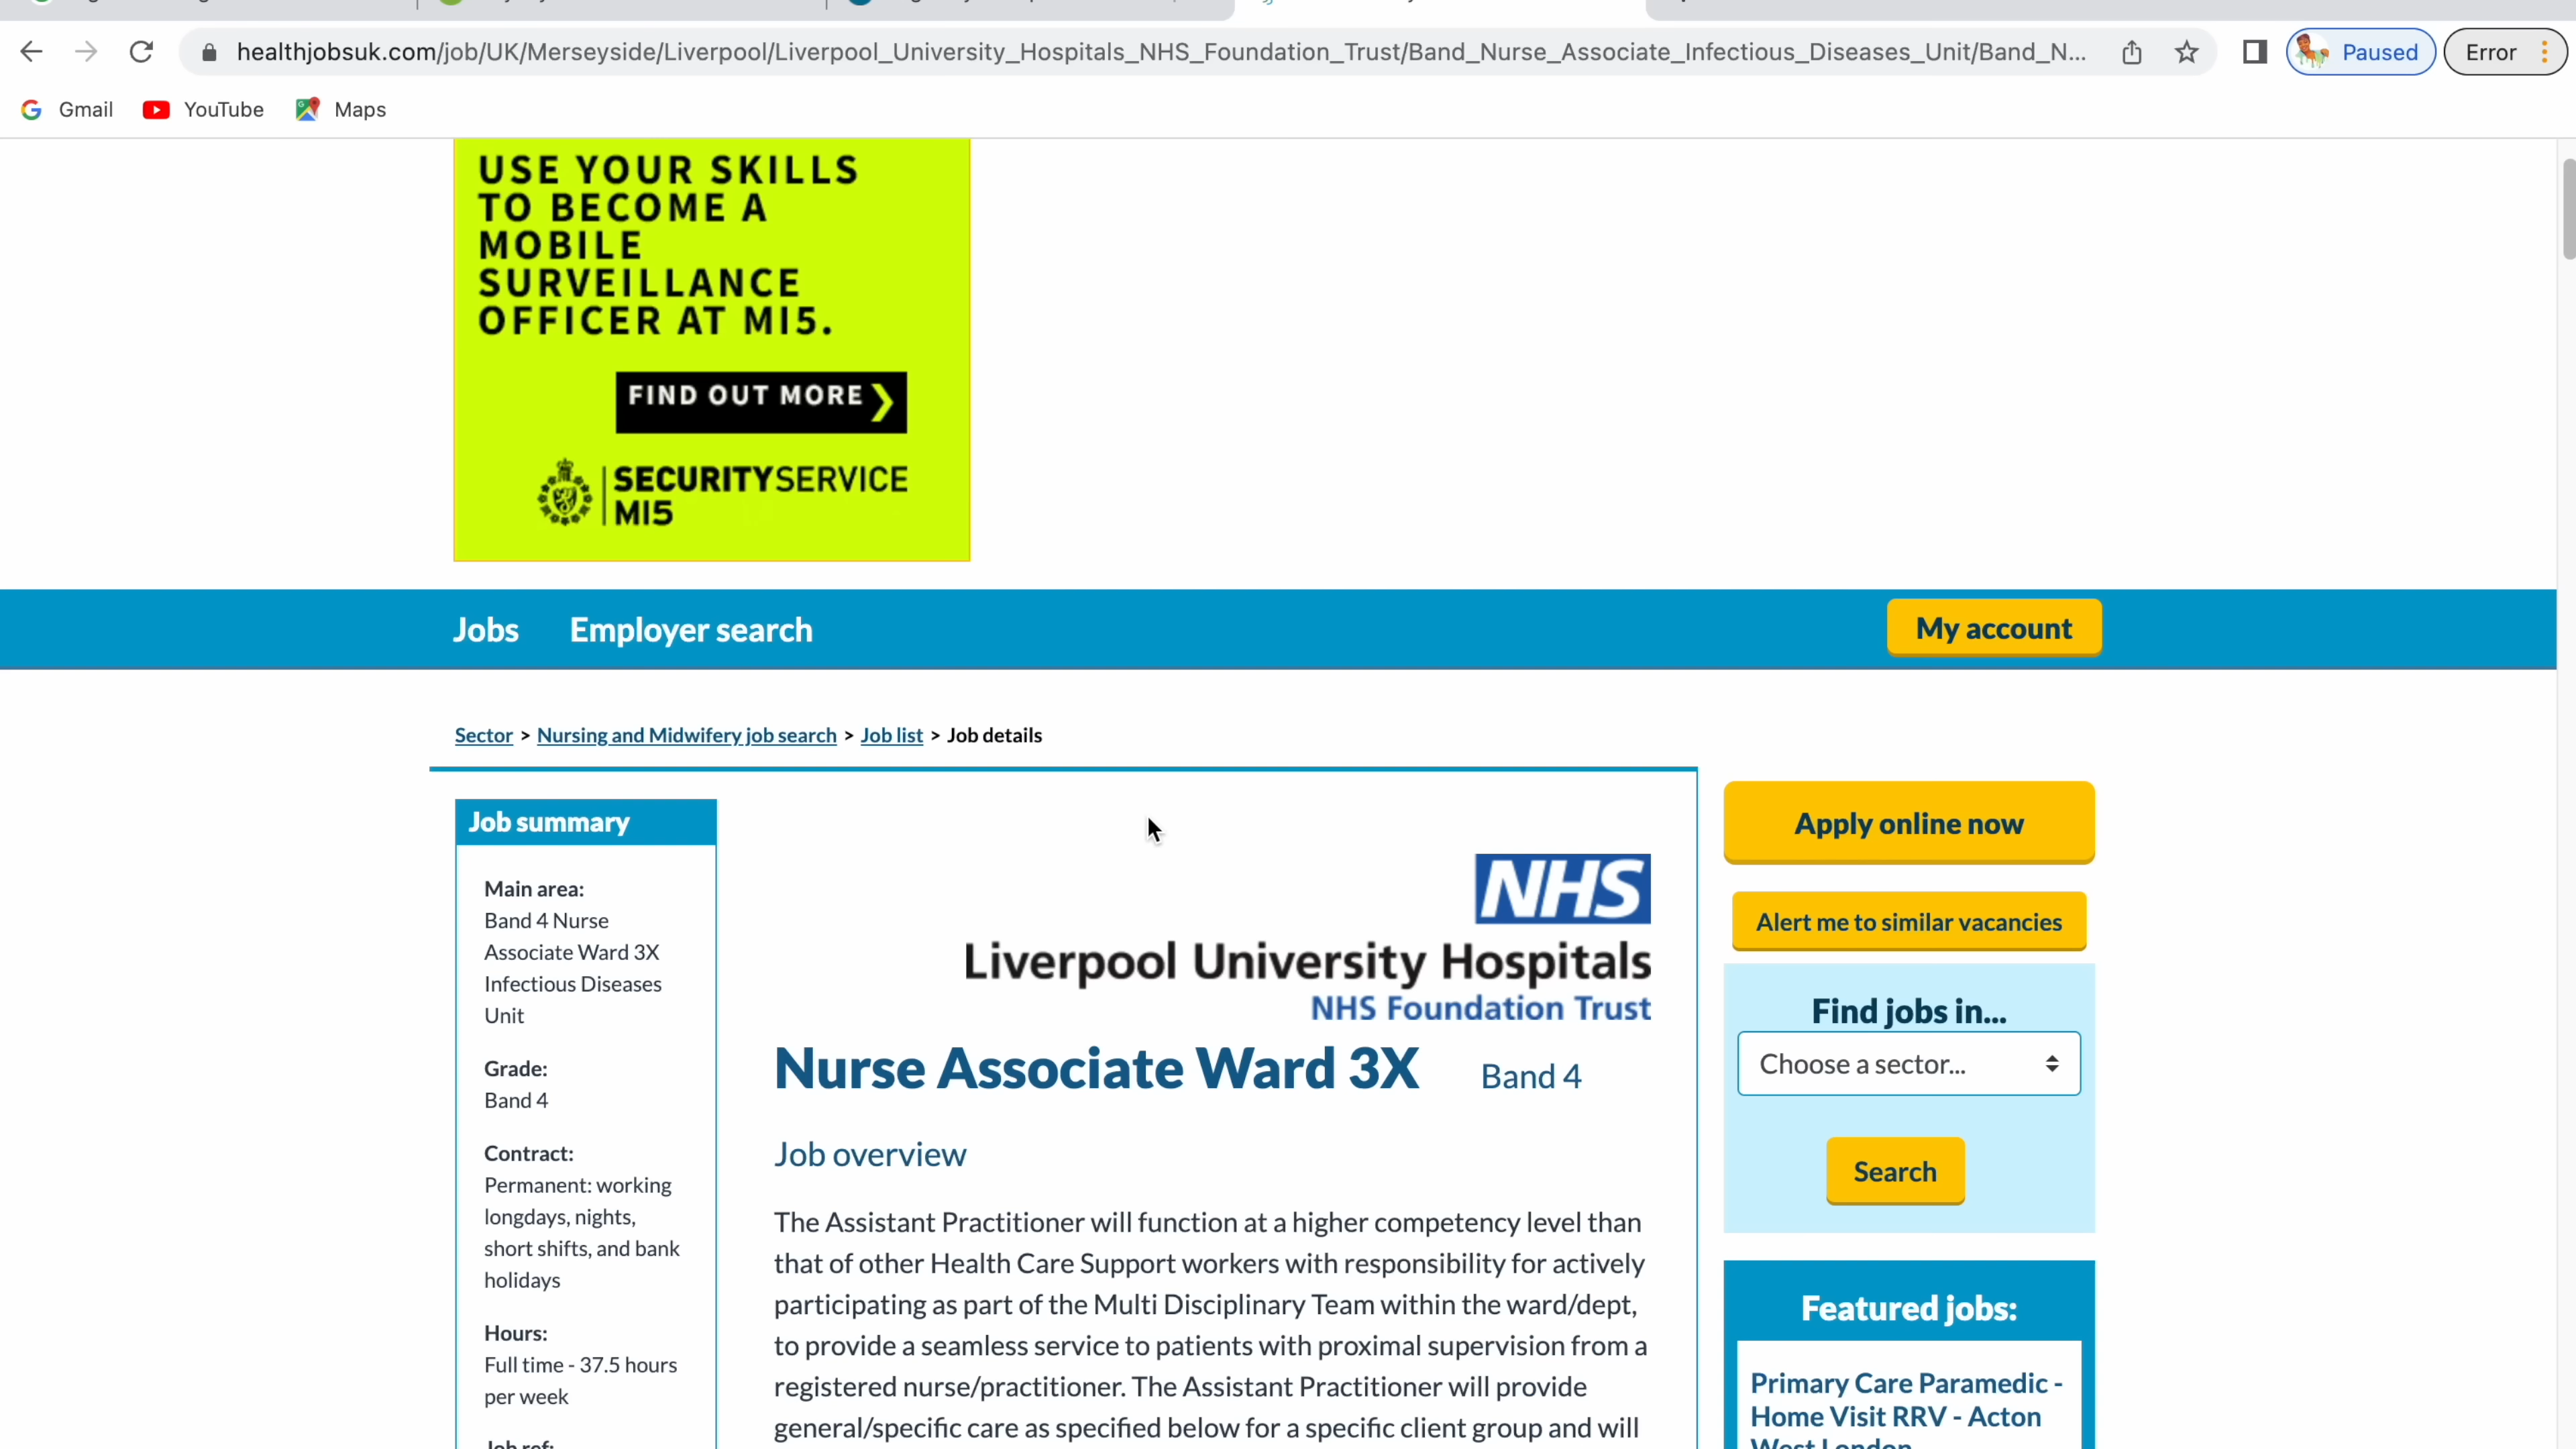 healthjobsuk.com/job/UK/Merseyside/Liverpool/Liverpool_University_Hospitals_NHS_Foundation_Trust/Band_Nurse_Associate_Infectious_Diseases_Unit/Band_N...
Paused
Error
Gmail
YouTube
Maps
USE YOUR SKILLS
TO BECOME A
MOBILE
SURVEILLANCE
OFFICER AT MI5.
FIND OUT MORE
SECURITYSERVICE
MI5
Jobs
Employer search
My account
Sector > Nursing and Midwifery job search > Job list > Job details
Job summary
Main area:
Band 4 Nurse
Associate Ward 3X
Infectious Diseases
Unit
Grade:
Band 4
Contract:
Permanent: working
longdays, nights,
short shifts, and bank
holidays
Hours:
Full time - 37.5 hours
per week
Job ref:
NHS
Liverpool University Hospitals
NHS Foundation Trust
Nurse Associate Ward 3X
Band 4
Job overview
The Assistant Practitioner will function at a higher competency level than
that of other Health Care Support workers with responsibility for actively
participating as part of the Multi Disciplinary Team within the ward/dept,
to provide a seamless service to patients with proximal supervision from a
registered nurse/practitioner. The Assistant Practitioner will provide
general/specific care as specified below for a specific client group and will
Apply online now
Alert me to similar vacancies
Find jobs in...
Choose a sector...
Search
Featured jobs:
Primary Care Paramedic -
Home Visit RRV - Acton
West London